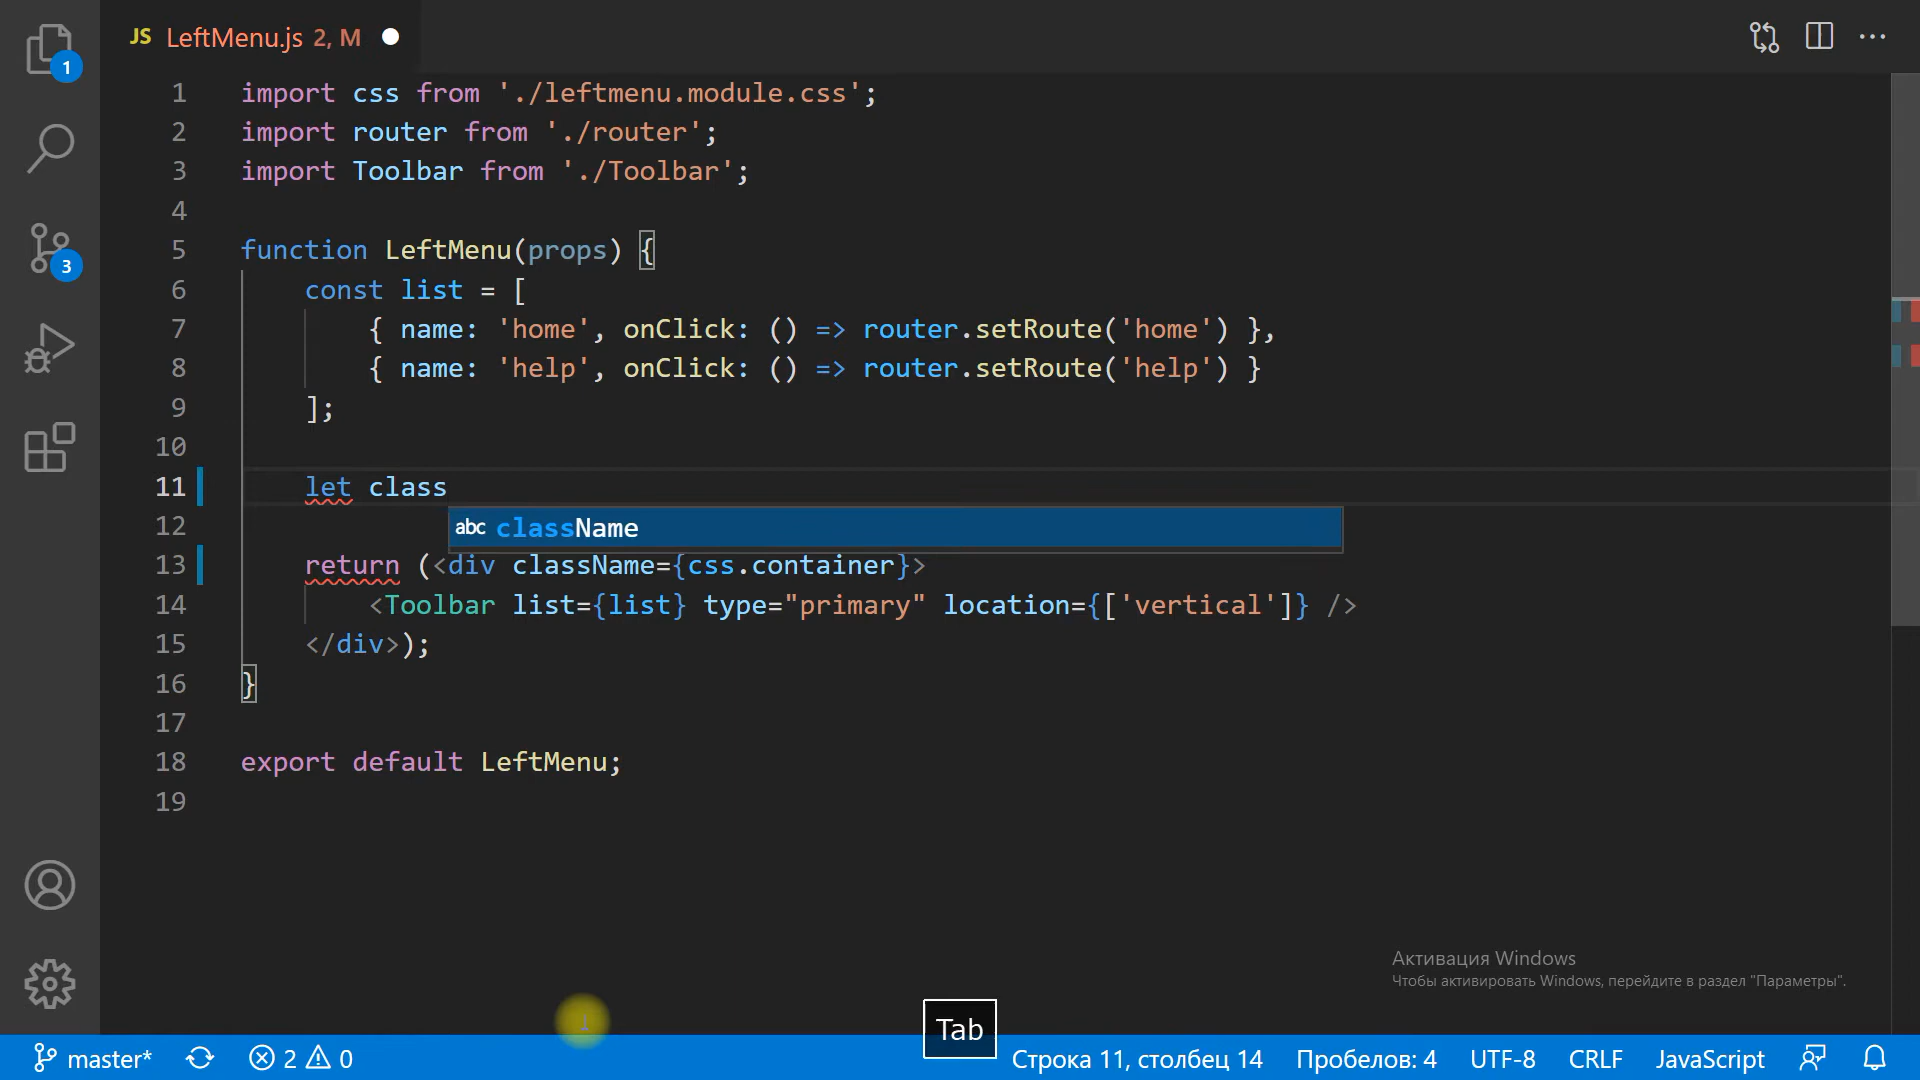 JS LeftMenu.js 2, M
1
3
1 import css from './leftmenu.module.css';
2 import router from './router';
3 import Toolbar from './Toolbar';
4
5 function LeftMenu(props) {
6 const list = [
7 { name: 'home', onClick: () => router.setRoute('home') },
8 { name: 'help', onClick: () => router.setRoute('help') }
9 ];
10
11 let class
abc className
12
13 return (<div className={css.container}>
14 <Toolbar list={list} type="primary" location={['vertical']} />
15 </div>);
16 }
17
18 export default LeftMenu;
19
Активация Windows
Чтобы активировать Windows, перейдите в раздел "Параметры".
Tab
master* 2 0 Строка 11, столбец 14 Пробелов: 4 UTF-8 CRLF JavaScript